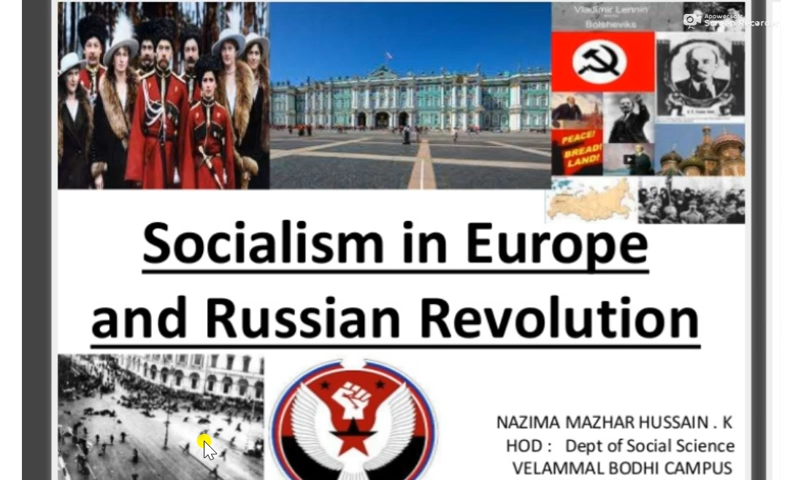 Vladimir Lennin
Bolsheviks
PEACE!
BREAD!
LAND!
Socialism in Europe
and Russian Revolution
NAZIMA MAZHAR HUSSAIN . K
HOD : Dept of Social Science
VELAMMAL BODHI CAMPUS